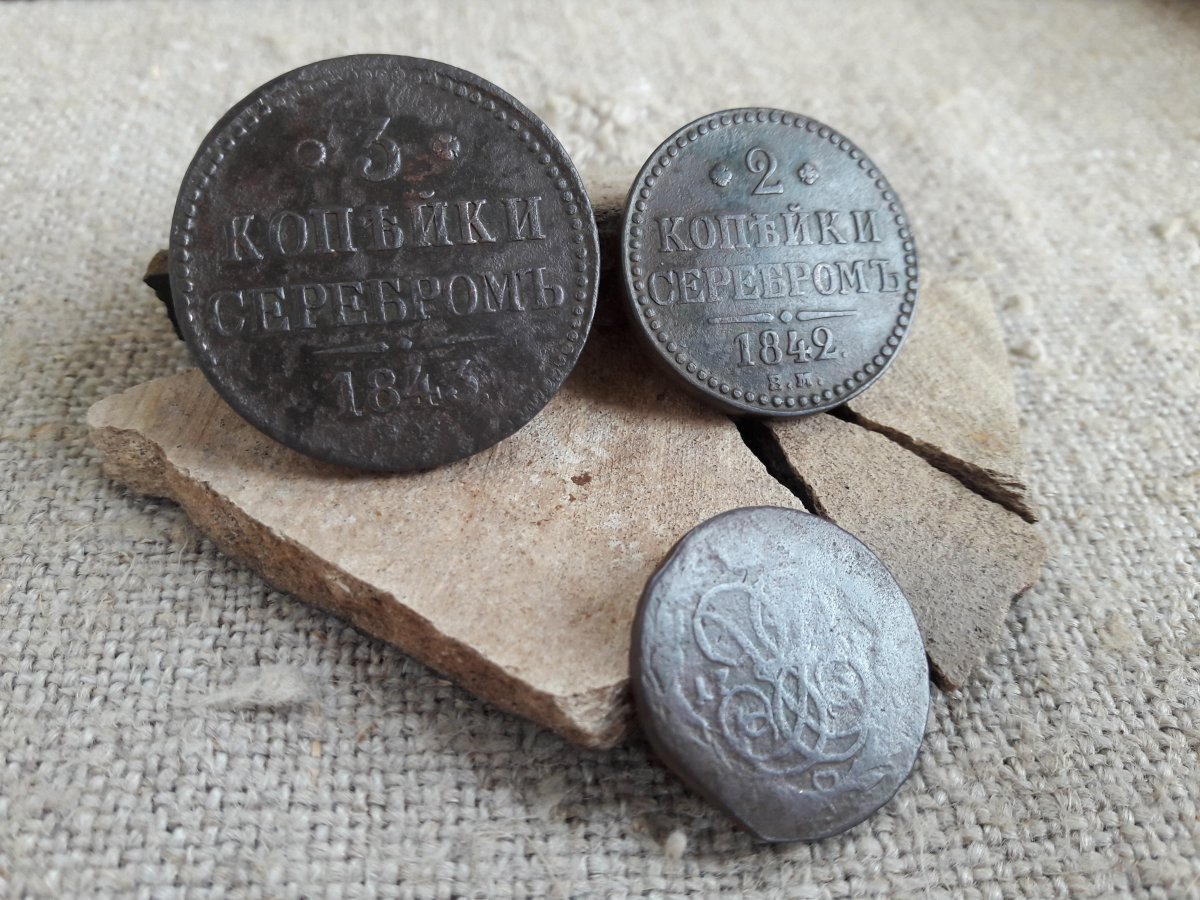 · 3 ·
КОПѢЙКИ
СЕРЕБРОМЪ
1843
· 2 ·
КОПѢЙКИ
СЕРЕБРОМЪ
1842.
Е.М.